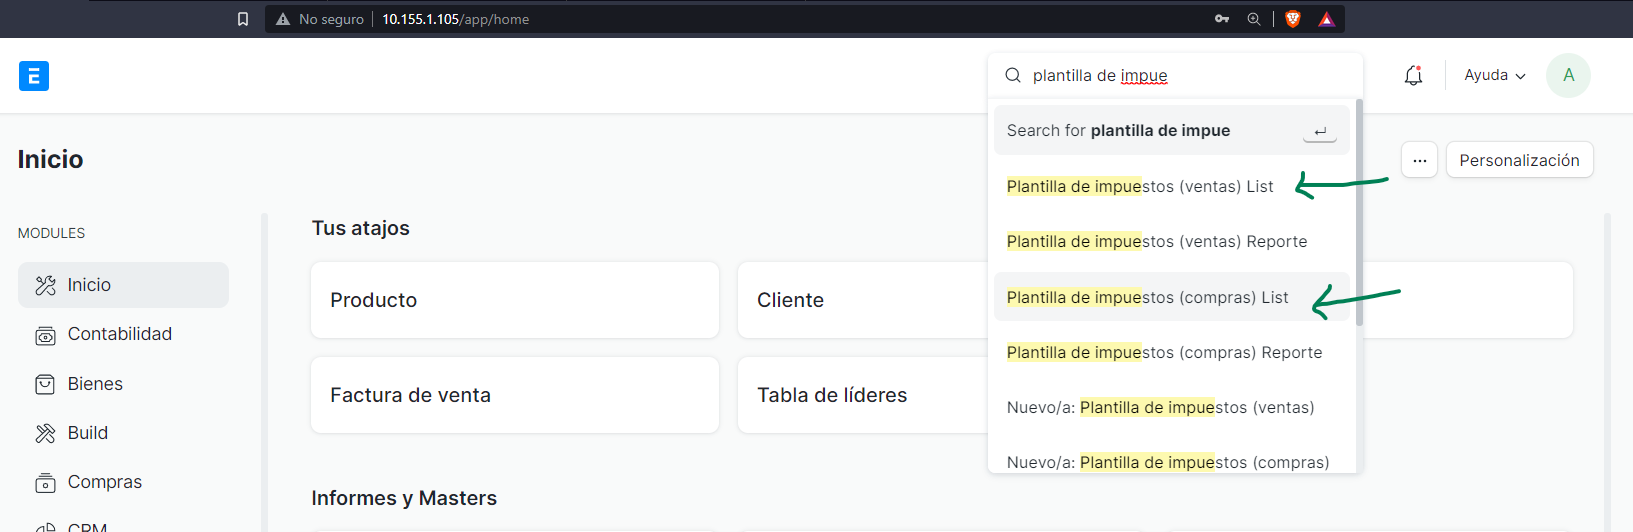 No seguro | 10.155.1.105/app/home
E
plantilla de impue
Ayuda
A
Search for plantilla de impue
Inicio
... Personalización
Plantilla de impuestos (ventas) List
MODULES
Tus atajos
Plantilla de impuestos (ventas) Reporte
Inicio
Producto
Cliente
Plantilla de impuestos (compras) List
Contabilidad
Plantilla de impuestos (compras) Reporte
Bienes
Factura de venta
Tabla de líderes
Nuevo/a: Plantilla de impuestos (ventas)
Build
Nuevo/a: Plantilla de impuestos (compras)
Compras
Informes y Masters
CRM